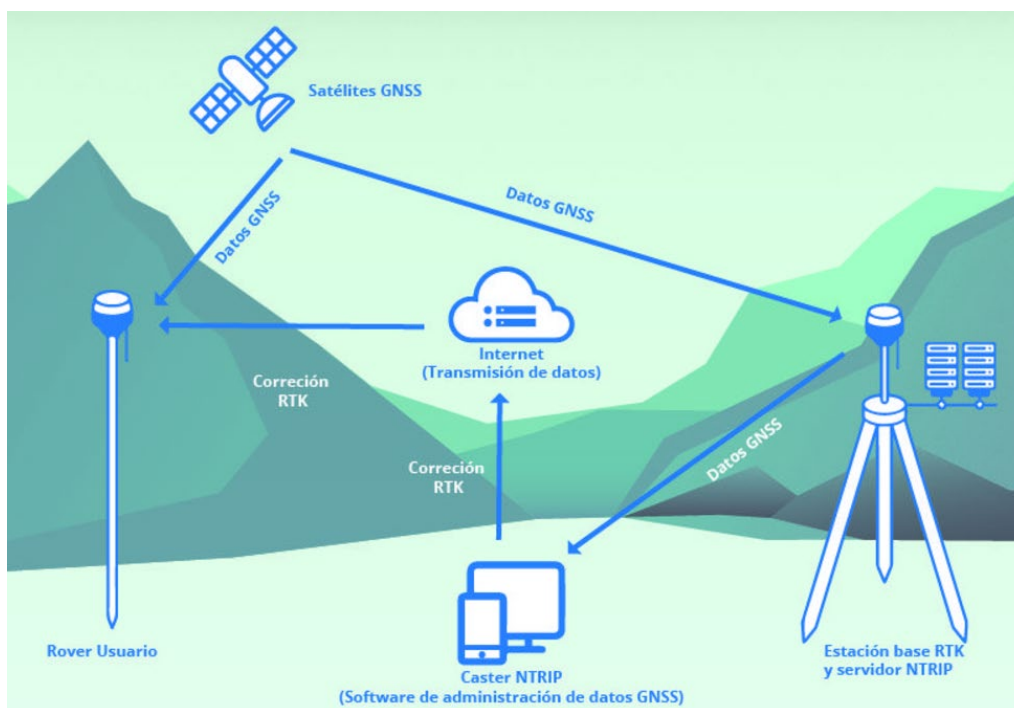 Satélites GNSS
Datos GNSS
Datos GNSS
Internet
(Transmisión de datos)
Correción
RTK
Correción
RTK
Datos GNSS
Rover Usuario
Caster NTRIP
(Software de administración de datos GNSS)
Estación base RTK
y servidor NTRIP